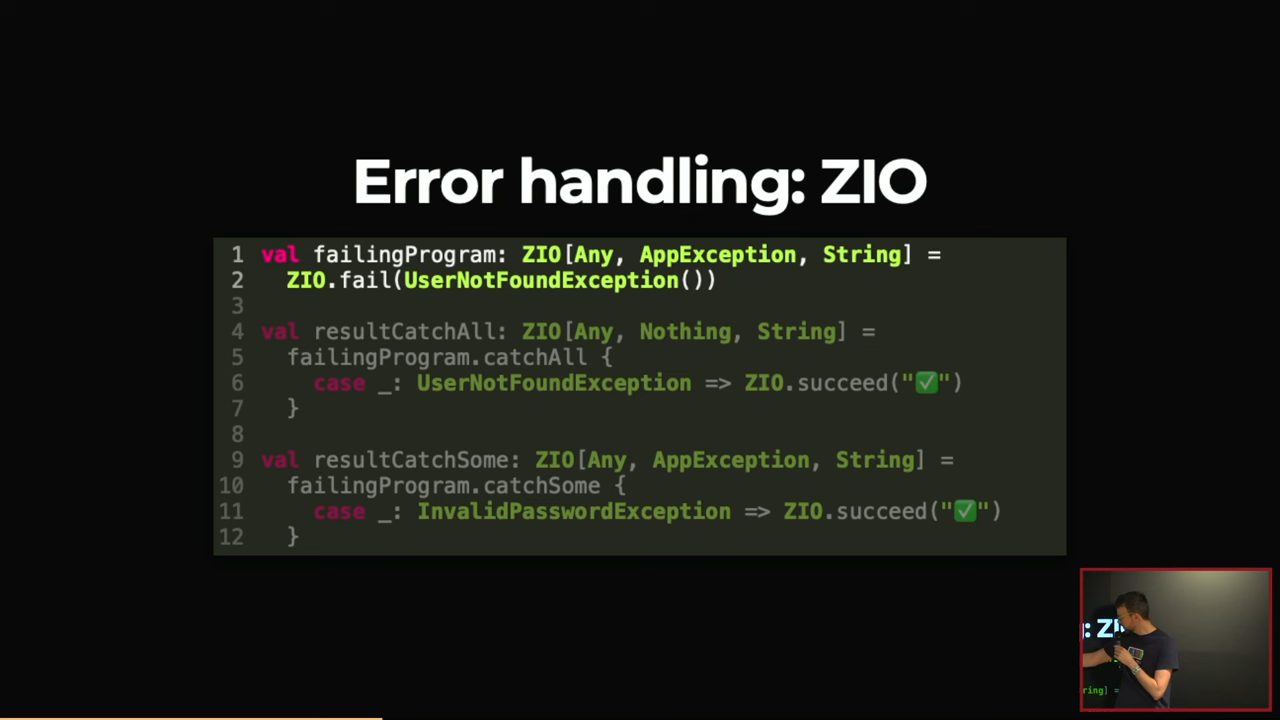 Error handling: ZIO
1 val failingProgram: ZIO[Any, AppException, String] =
2   ZIO.fail(UserNotFoundException())
3
4 val resultCatchAll: ZIO[Any, Nothing, String] =
5   failingProgram.catchAll {
6     case _: UserNotFoundException => ZIO.succeed("✅")
7   }
8
9 val resultCatchSome: ZIO[Any, AppException, String] =
10   failingProgram.catchSome {
11     case _: InvalidPasswordException => ZIO.succeed("✅")
12   }
: ZI
ring] =